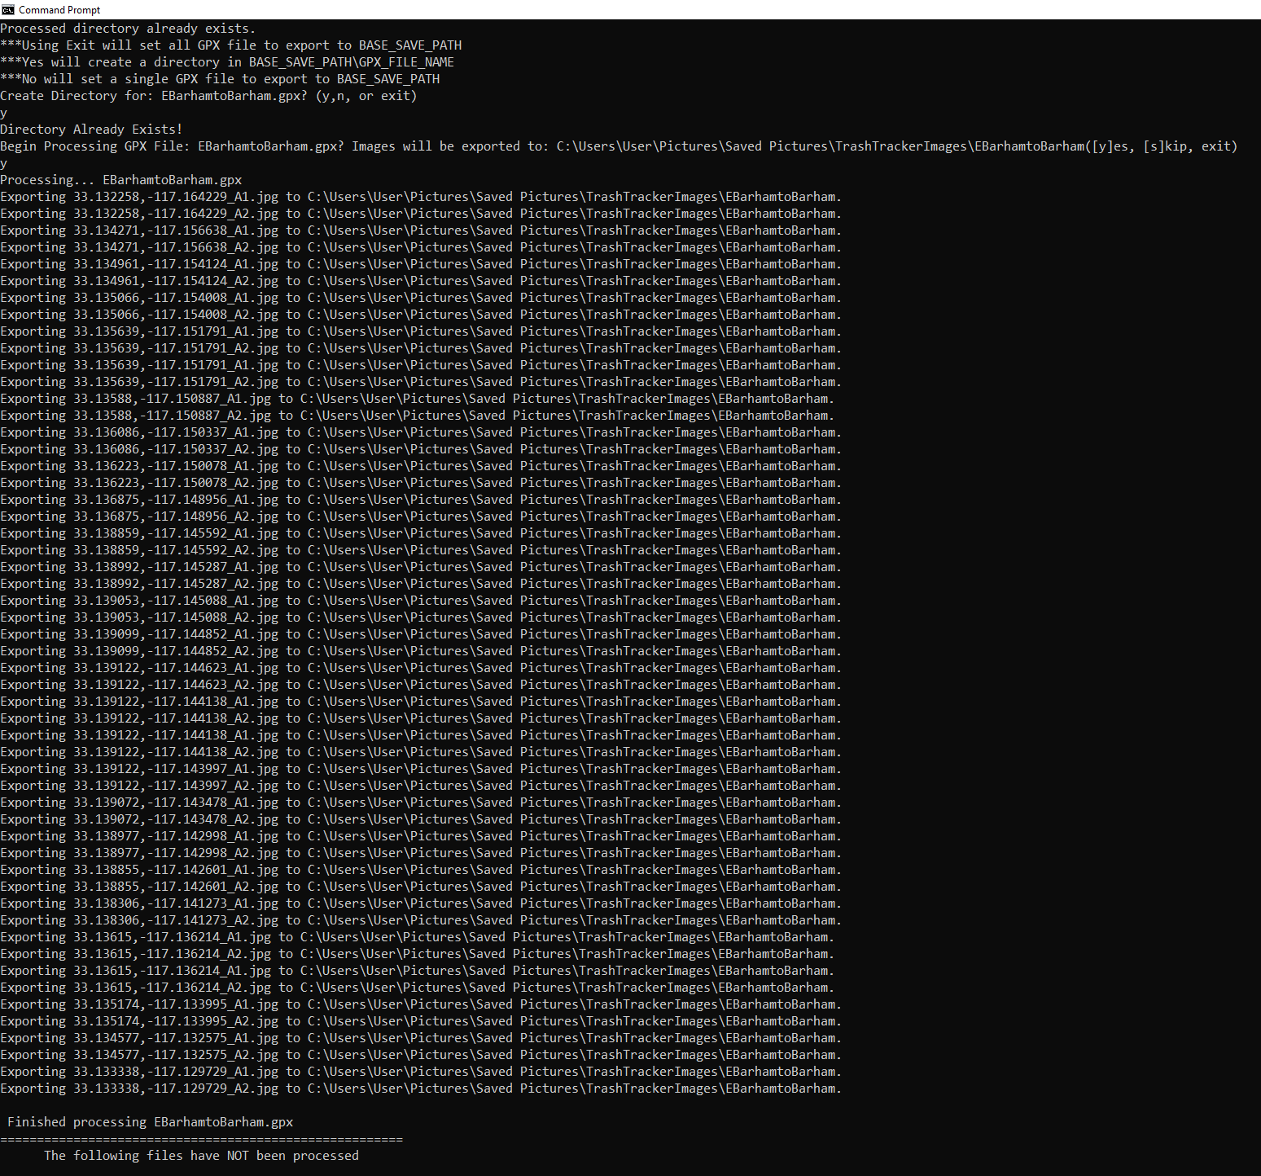 Command Prompt
Processed directory already exists.
***Using Exit will set all GPX file to export to BASE_SAVE_PATH
***Yes will create a directory in BASE_SAVE_PATH\GPX_FILE_NAME
***No will set a single GPX file to export to BASE_SAVE_PATH
Create Directory for: EBarhamtoBarham.gpx? (y,n, or exit)
y
Directory Already Exists!
Begin Processing GPX File: EBarhamtoBarham.gpx? Images will be exported to: C:\Users\User\Pictures\Saved Pictures\TrashTrackerImages\EBarhamtoBarham([y]es, [s]kip, exit)
y
Processing... EBarhamtoBarham.gpx
Exporting 33.132258,-117.164229_A1.jpg to C:\Users\User\Pictures\Saved Pictures\TrashTrackerImages\EBarhamtoBarham.
Exporting 33.132258,-117.164229_A2.jpg to C:\Users\User\Pictures\Saved Pictures\TrashTrackerImages\EBarhamtoBarham.
Exporting 33.134271,-117.156638_A1.jpg to C:\Users\User\Pictures\Saved Pictures\TrashTrackerImages\EBarhamtoBarham.
Exporting 33.134271,-117.156638_A2.jpg to C:\Users\User\Pictures\Saved Pictures\TrashTrackerImages\EBarhamtoBarham.
Exporting 33.134961,-117.154124_A1.jpg to C:\Users\User\Pictures\Saved Pictures\TrashTrackerImages\EBarhamtoBarham.
Exporting 33.134961,-117.154124_A2.jpg to C:\Users\User\Pictures\Saved Pictures\TrashTrackerImages\EBarhamtoBarham.
Exporting 33.135066,-117.154008_A1.jpg to C:\Users\User\Pictures\Saved Pictures\TrashTrackerImages\EBarhamtoBarham.
Exporting 33.135066,-117.154008_A2.jpg to C:\Users\User\Pictures\Saved Pictures\TrashTrackerImages\EBarhamtoBarham.
Exporting 33.135639,-117.151791_A1.jpg to C:\Users\User\Pictures\Saved Pictures\TrashTrackerImages\EBarhamtoBarham.
Exporting 33.135639,-117.151791_A2.jpg to C:\Users\User\Pictures\Saved Pictures\TrashTrackerImages\EBarhamtoBarham.
Exporting 33.135639,-117.151791_A1.jpg to C:\Users\User\Pictures\Saved Pictures\TrashTrackerImages\EBarhamtoBarham.
Exporting 33.135639,-117.151791_A2.jpg to C:\Users\User\Pictures\Saved Pictures\TrashTrackerImages\EBarhamtoBarham.
Exporting 33.13588,-117.150887_A1.jpg to C:\Users\User\Pictures\Saved Pictures\TrashTrackerImages\EBarhamtoBarham.
Exporting 33.13588,-117.150887_A2.jpg to C:\Users\User\Pictures\Saved Pictures\TrashTrackerImages\EBarhamtoBarham.
Exporting 33.136086,-117.150337_A1.jpg to C:\Users\User\Pictures\Saved Pictures\TrashTrackerImages\EBarhamtoBarham.
Exporting 33.136086,-117.150337_A2.jpg to C:\Users\User\Pictures\Saved Pictures\TrashTrackerImages\EBarhamtoBarham.
Exporting 33.136223,-117.150078_A1.jpg to C:\Users\User\Pictures\Saved Pictures\TrashTrackerImages\EBarhamtoBarham.
Exporting 33.136223,-117.150078_A2.jpg to C:\Users\User\Pictures\Saved Pictures\TrashTrackerImages\EBarhamtoBarham.
Exporting 33.136875,-117.148956_A1.jpg to C:\Users\User\Pictures\Saved Pictures\TrashTrackerImages\EBarhamtoBarham.
Exporting 33.136875,-117.148956_A2.jpg to C:\Users\User\Pictures\Saved Pictures\TrashTrackerImages\EBarhamtoBarham.
Exporting 33.138859,-117.145592_A1.jpg to C:\Users\User\Pictures\Saved Pictures\TrashTrackerImages\EBarhamtoBarham.
Exporting 33.138859,-117.145592_A2.jpg to C:\Users\User\Pictures\Saved Pictures\TrashTrackerImages\EBarhamtoBarham.
Exporting 33.138992,-117.145287_A1.jpg to C:\Users\User\Pictures\Saved Pictures\TrashTrackerImages\EBarhamtoBarham.
Exporting 33.138992,-117.145287_A2.jpg to C:\Users\User\Pictures\Saved Pictures\TrashTrackerImages\EBarhamtoBarham.
Exporting 33.139053,-117.145088_A1.jpg to C:\Users\User\Pictures\Saved Pictures\TrashTrackerImages\EBarhamtoBarham.
Exporting 33.139053,-117.145088_A2.jpg to C:\Users\User\Pictures\Saved Pictures\TrashTrackerImages\EBarhamtoBarham.
Exporting 33.139099,-117.144852_A1.jpg to C:\Users\User\Pictures\Saved Pictures\TrashTrackerImages\EBarhamtoBarham.
Exporting 33.139099,-117.144852_A2.jpg to C:\Users\User\Pictures\Saved Pictures\TrashTrackerImages\EBarhamtoBarham.
Exporting 33.139122,-117.144623_A1.jpg to C:\Users\User\Pictures\Saved Pictures\TrashTrackerImages\EBarhamtoBarham.
Exporting 33.139122,-117.144623_A2.jpg to C:\Users\User\Pictures\Saved Pictures\TrashTrackerImages\EBarhamtoBarham.
Exporting 33.139122,-117.144138_A1.jpg to C:\Users\User\Pictures\Saved Pictures\TrashTrackerImages\EBarhamtoBarham.
Exporting 33.139122,-117.144138_A2.jpg to C:\Users\User\Pictures\Saved Pictures\TrashTrackerImages\EBarhamtoBarham.
Exporting 33.139122,-117.144138_A1.jpg to C:\Users\User\Pictures\Saved Pictures\TrashTrackerImages\EBarhamtoBarham.
Exporting 33.139122,-117.144138_A2.jpg to C:\Users\User\Pictures\Saved Pictures\TrashTrackerImages\EBarhamtoBarham.
Exporting 33.139122,-117.143997_A1.jpg to C:\Users\User\Pictures\Saved Pictures\TrashTrackerImages\EBarhamtoBarham.
Exporting 33.139122,-117.143997_A2.jpg to C:\Users\User\Pictures\Saved Pictures\TrashTrackerImages\EBarhamtoBarham.
Exporting 33.139072,-117.143478_A1.jpg to C:\Users\User\Pictures\Saved Pictures\TrashTrackerImages\EBarhamtoBarham.
Exporting 33.139072,-117.143478_A2.jpg to C:\Users\User\Pictures\Saved Pictures\TrashTrackerImages\EBarhamtoBarham.
Exporting 33.138977,-117.142998_A1.jpg to C:\Users\User\Pictures\Saved Pictures\TrashTrackerImages\EBarhamtoBarham.
Exporting 33.138977,-117.142998_A2.jpg to C:\Users\User\Pictures\Saved Pictures\TrashTrackerImages\EBarhamtoBarham.
Exporting 33.138855,-117.142601_A1.jpg to C:\Users\User\Pictures\Saved Pictures\TrashTrackerImages\EBarhamtoBarham.
Exporting 33.138855,-117.142601_A2.jpg to C:\Users\User\Pictures\Saved Pictures\TrashTrackerImages\EBarhamtoBarham.
Exporting 33.138306,-117.141273_A1.jpg to C:\Users\User\Pictures\Saved Pictures\TrashTrackerImages\EBarhamtoBarham.
Exporting 33.138306,-117.141273_A2.jpg to C:\Users\User\Pictures\Saved Pictures\TrashTrackerImages\EBarhamtoBarham.
Exporting 33.13615,-117.136214_A1.jpg to C:\Users\User\Pictures\Saved Pictures\TrashTrackerImages\EBarhamtoBarham.
Exporting 33.13615,-117.136214_A2.jpg to C:\Users\User\Pictures\Saved Pictures\TrashTrackerImages\EBarhamtoBarham.
Exporting 33.13615,-117.136214_A1.jpg to C:\Users\User\Pictures\Saved Pictures\TrashTrackerImages\EBarhamtoBarham.
Exporting 33.13615,-117.136214_A2.jpg to C:\Users\User\Pictures\Saved Pictures\TrashTrackerImages\EBarhamtoBarham.
Exporting 33.135174,-117.133995_A1.jpg to C:\Users\User\Pictures\Saved Pictures\TrashTrackerImages\EBarhamtoBarham.
Exporting 33.135174,-117.133995_A2.jpg to C:\Users\User\Pictures\Saved Pictures\TrashTrackerImages\EBarhamtoBarham.
Exporting 33.134577,-117.132575_A1.jpg to C:\Users\User\Pictures\Saved Pictures\TrashTrackerImages\EBarhamtoBarham.
Exporting 33.134577,-117.132575_A2.jpg to C:\Users\User\Pictures\Saved Pictures\TrashTrackerImages\EBarhamtoBarham.
Exporting 33.133338,-117.129729_A1.jpg to C:\Users\User\Pictures\Saved Pictures\TrashTrackerImages\EBarhamtoBarham.
Exporting 33.133338,-117.129729_A2.jpg to C:\Users\User\Pictures\Saved Pictures\TrashTrackerImages\EBarhamtoBarham.
Finished processing EBarhamtoBarham.gpx
=======================================================
The following files have NOT been processed